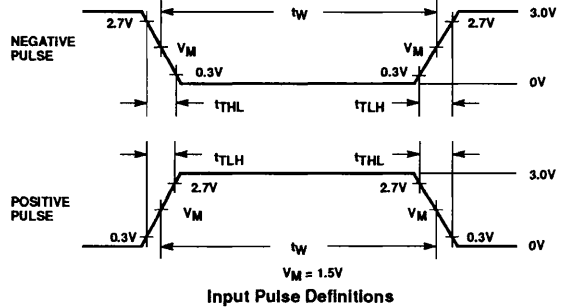 tW
3.0V
2.7V
2.7V
NEGATIVE
PULSE
VM
VM
0.3V
0.3V
0V
tTHL
tTLH
tTLH
tTHL
3.0V
2.7V
2.7V
POSITIVE
PULSE
VM
VM
0.3V
0.3V
0V
tW
VM = 1.5V
Input Pulse Definitions